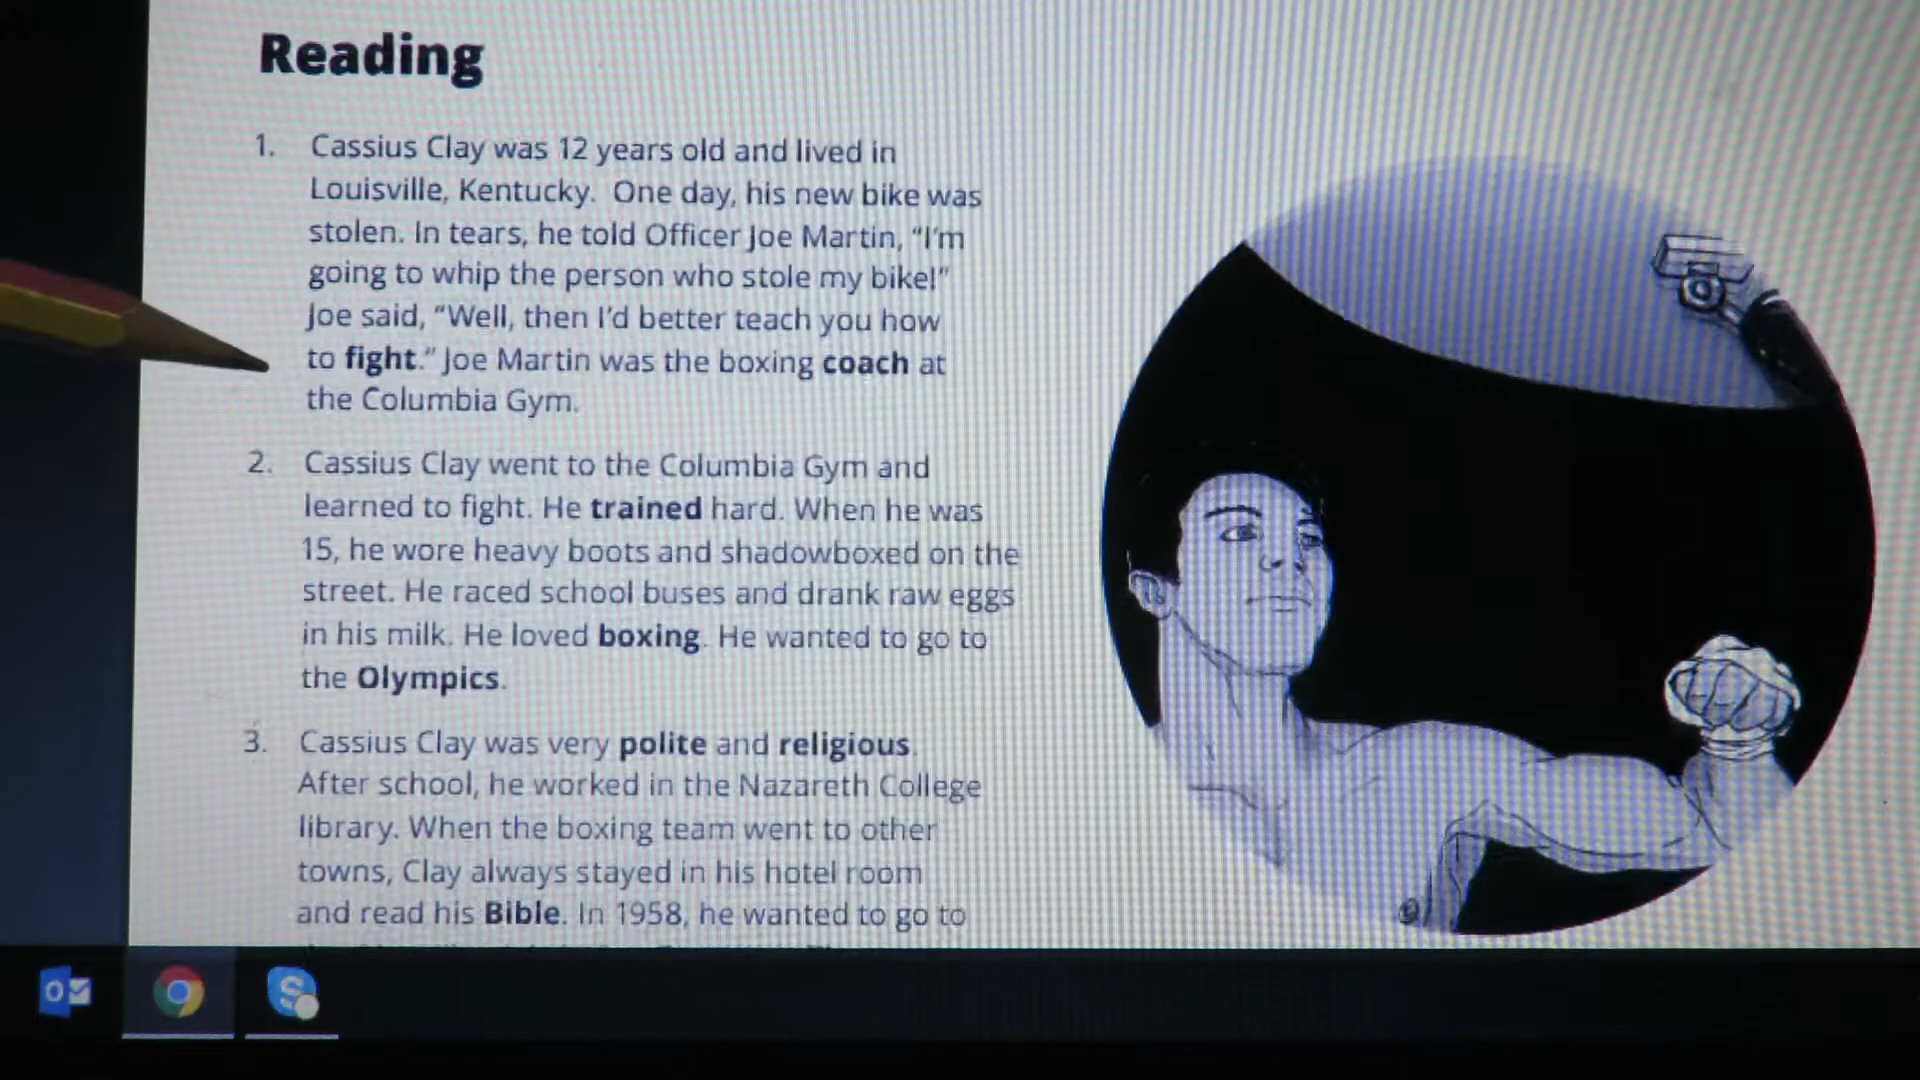 Reading
1. Cassius Clay was 12 years old and lived in
Louisville, Kentucky. One day, his new bike was
stolen. In tears, he told Officer Joe Martin, “I’m
going to whip the person who stole my bike!”
Joe said, “Well, then I’d better teach you how
to fight.” Joe Martin was the boxing coach at
the Columbia Gym.
2. Cassius Clay went to the Columbia Gym and
learned to fight. He trained hard. When he was
15, he wore heavy boots and shadowboxed on the
street. He raced school buses and drank raw eggs
in his milk. He loved boxing. He wanted to go to
the Olympics.
3. Cassius Clay was very polite and religious.
After school, he worked in the Nazareth College
library. When the boxing team went to other
towns, Clay always stayed in his hotel room
and read his Bible. In 1958, he wanted to go to